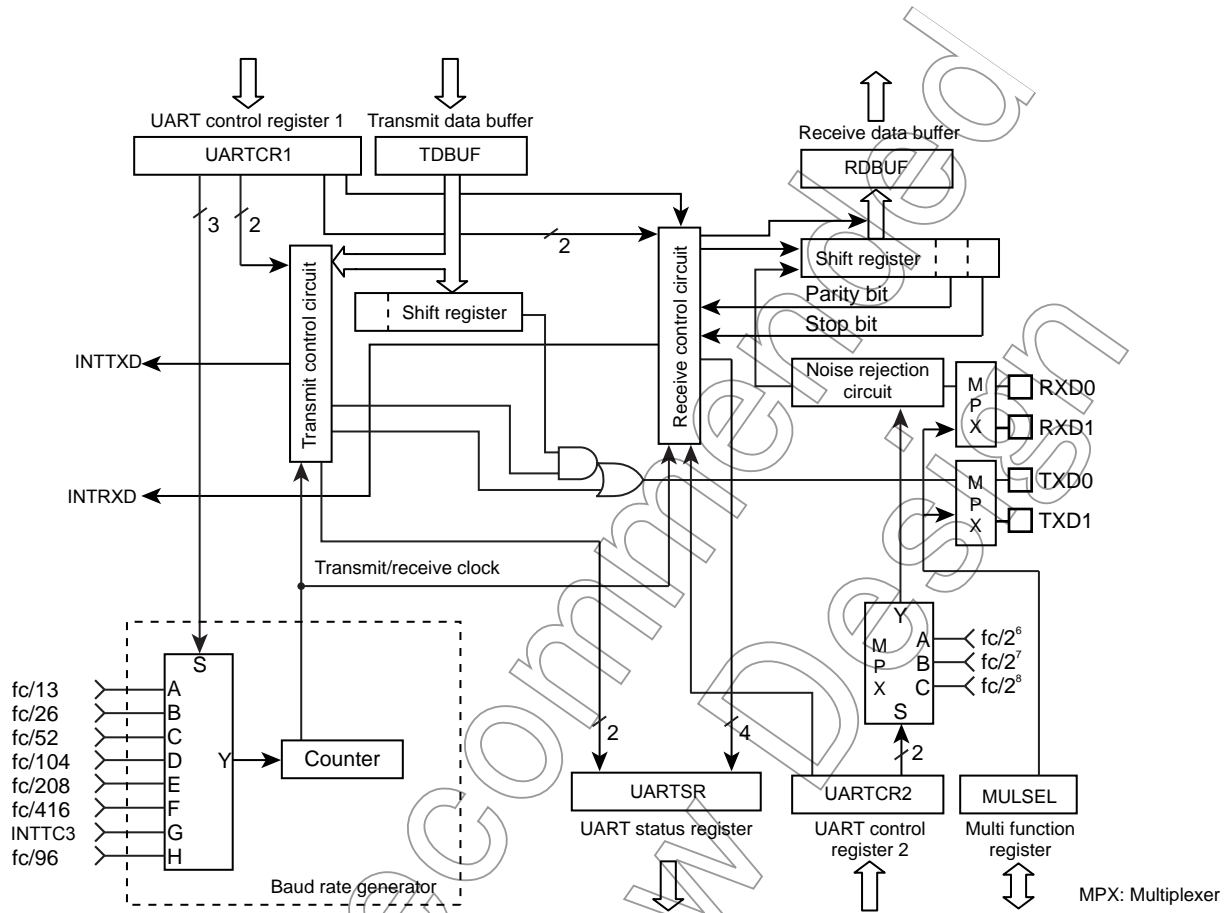 UART control register 1
UARTCR1
Transmit data buffer
TDBUF
Receive data buffer
RDBUF
3
2
2
Transmit control circuit
Shift register
Receive control circuit
Shift register
Parity bit
Stop bit
INTTXD
INTRXD
Noise rejection
circuit
M
P
X
RXD0
RXD1
M
P
X
TXD0
TXD1
Transmit/receive clock
S
fc/13
A
fc/26
B
fc/52
C
fc/104
D
fc/208
E
fc/416
F
INTTC3
G
fc/96
H
Y
Counter
Baud rate generator
2
4
Y
M
P
X
A
fc/2⁶
B
fc/2⁷
C
fc/2⁸
S
2
UARTSR
UART status register
UARTCR2
UART control
register 2
MULSEL
Multi function
register
MPX: Multiplexer
ecommended
w Design